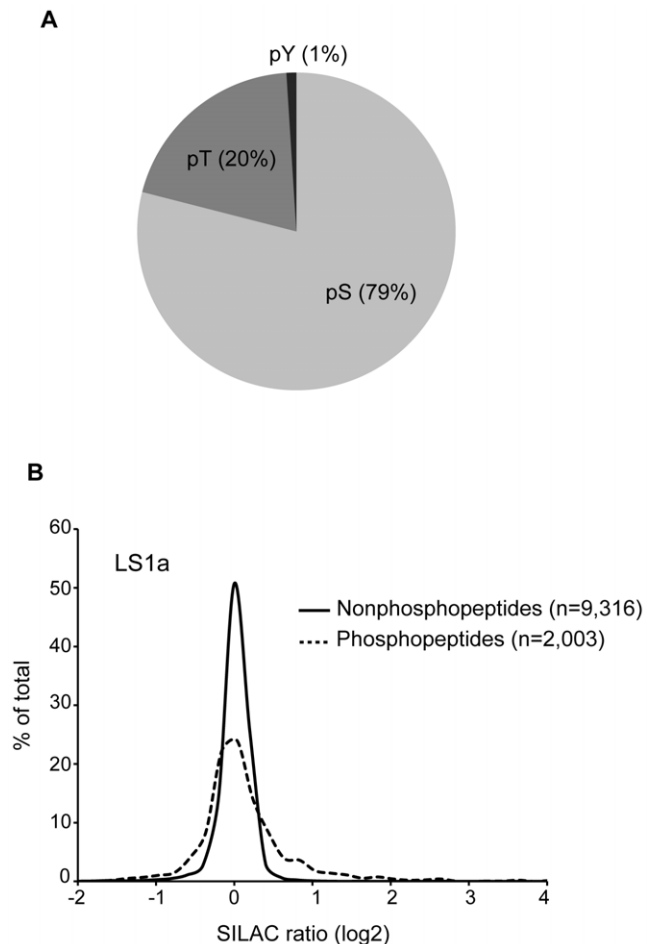 A
pY (1%)
pT (20%)
pS (79%)
B
60
50
40
30
20
10
0
% of total
LS1a
Nonphosphopeptides (n=9,316)
Phosphopeptides (n=2,003)
-2
-1
0
1
2
3
4
SILAC ratio (log2)